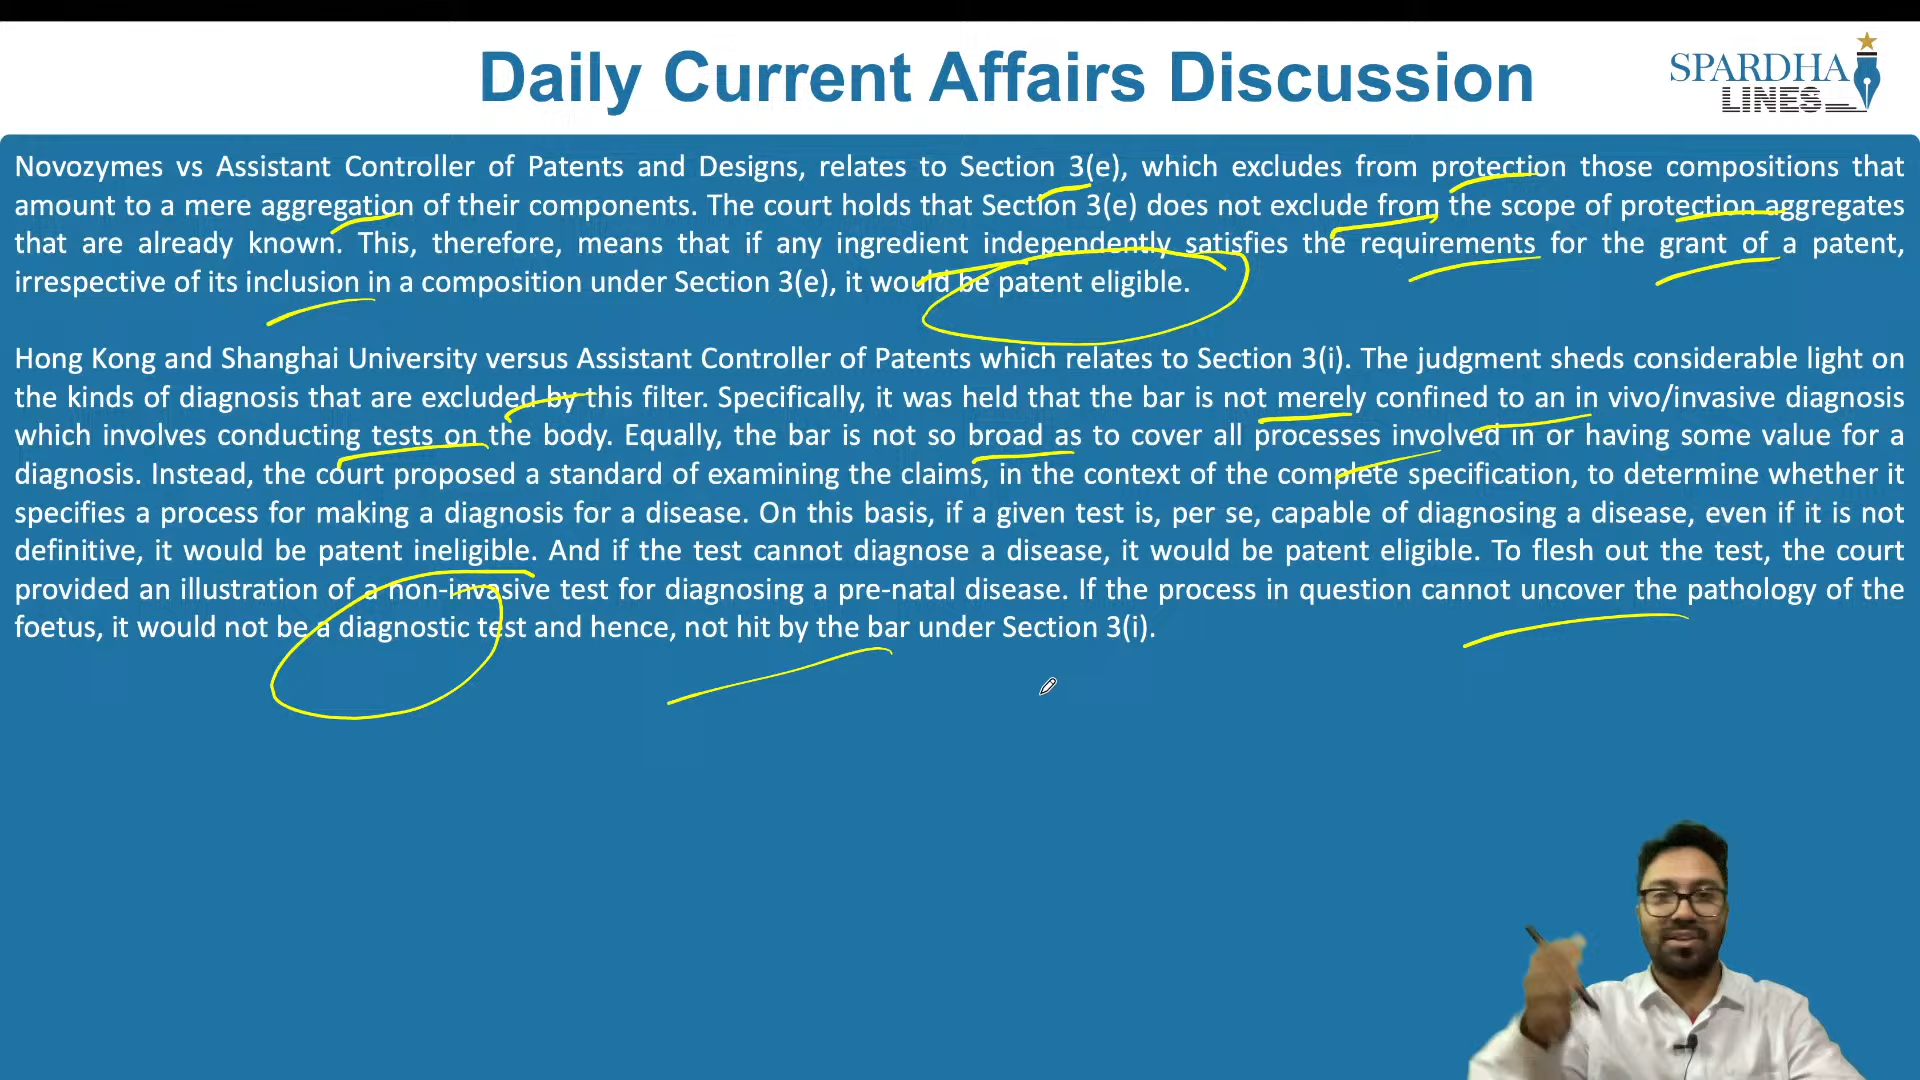 Daily Current Affairs Discussion
SPARDHA
LINES
Novozymes vs Assistant Controller of Patents and Designs, relates to Section 3(e), which excludes from protection those compositions that
amount to a mere aggregation of their components. The court holds that Section 3(e) does not exclude from the scope of protection aggregates
that are already known. This, therefore, means that if any ingredient independently satisfies the requirements for the grant of a patent,
irrespective of its inclusion in a composition under Section 3(e), it would be patent eligible.
Hong Kong and Shanghai University versus Assistant Controller of Patents which relates to Section 3(i). The judgment sheds considerable light on
the kinds of diagnosis that are excluded by this filter. Specifically, it was held that the bar is not merely confined to an in vivo/invasive diagnosis
which involves conducting tests on the body. Equally, the bar is not so broad as to cover all processes involved in or having some value for a
diagnosis. Instead, the court proposed a standard of examining the claims, in the context of the complete specification, to determine whether it
specifies a process for making a diagnosis for a disease. On this basis, if a given test is, per se, capable of diagnosing a disease, even if it is not
definitive, it would be patent ineligible. And if the test cannot diagnose a disease, it would be patent eligible. To flesh out the test, the court
provided an illustration of a non-invasive test for diagnosing a pre-natal disease. If the process in question cannot uncover the pathology of the
foetus, it would not be a diagnostic test and hence, not hit by the bar under Section 3(i).